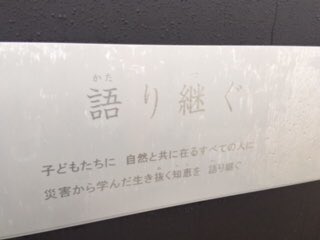 語り継ぐ
子どもたちに 自然と共に在るすべての人に
災害から学んだ生き抜く知恵を 語り継ぐ